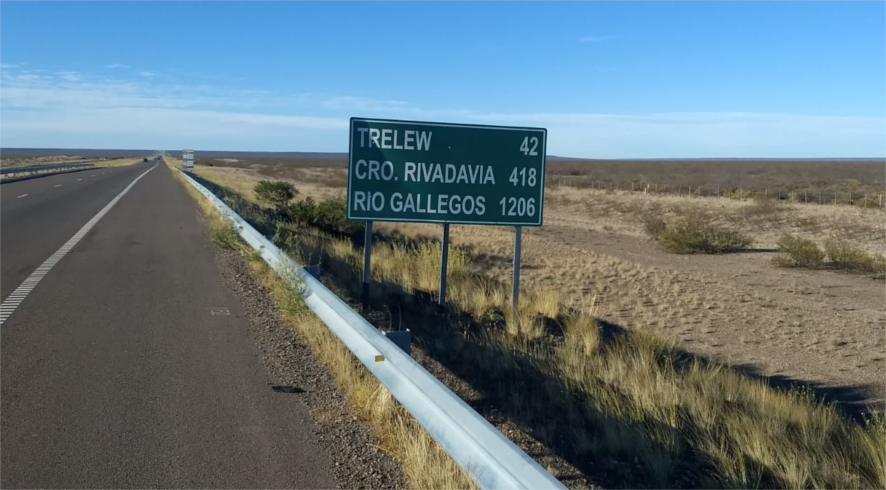 TRELEW 42
CRO. RIVADAVIA 418
RIO GALLEGOS 1206